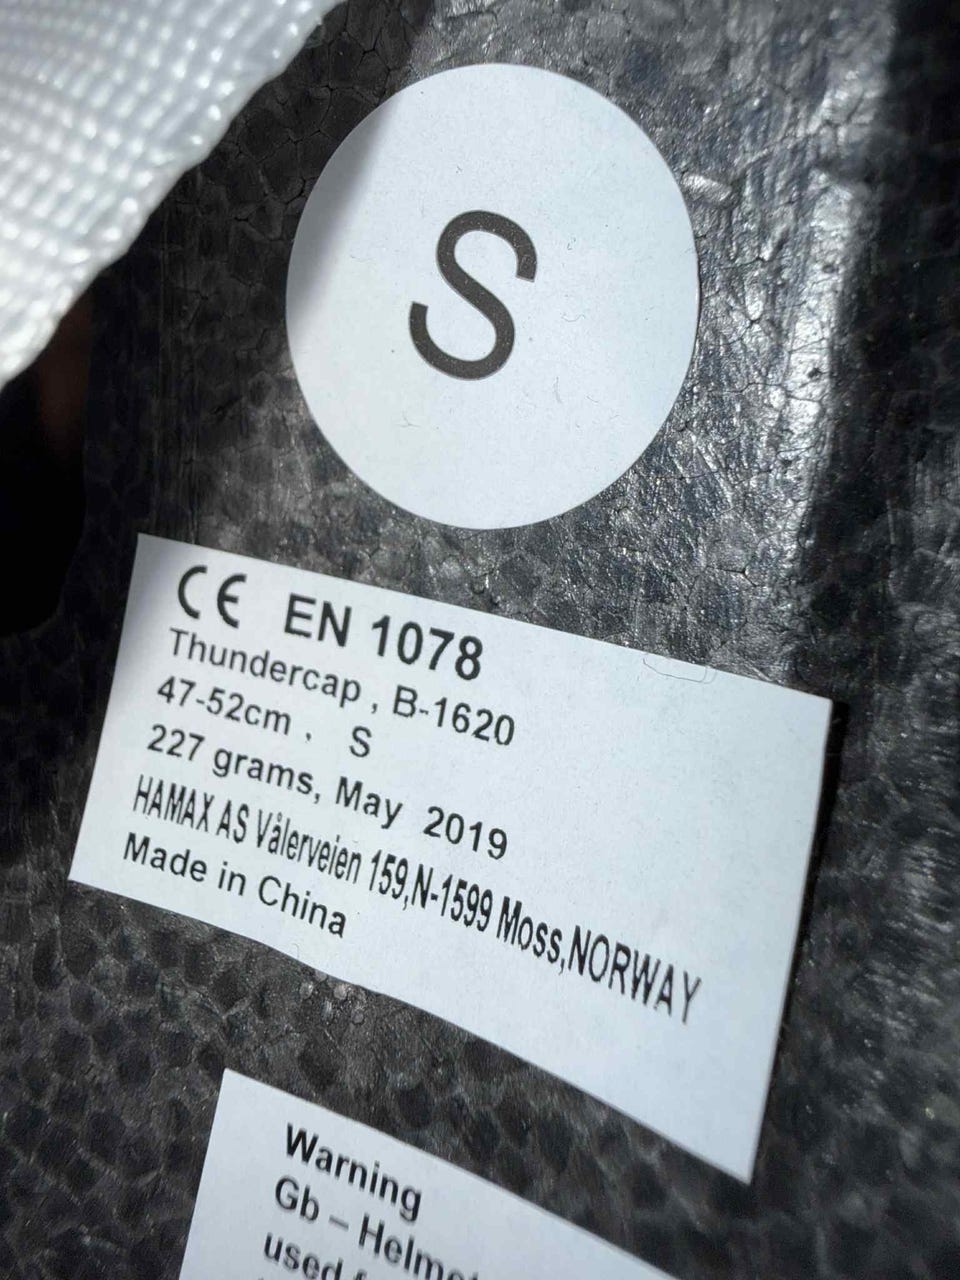 S
CE EN 1078
Thundercap , B-1620
47-52cm , S
227 grams, May 2019
HAMAX AS Vålerveien 159,N-1599 Moss,NORWAY
Made in China
Warning
Gb – Helmet
used